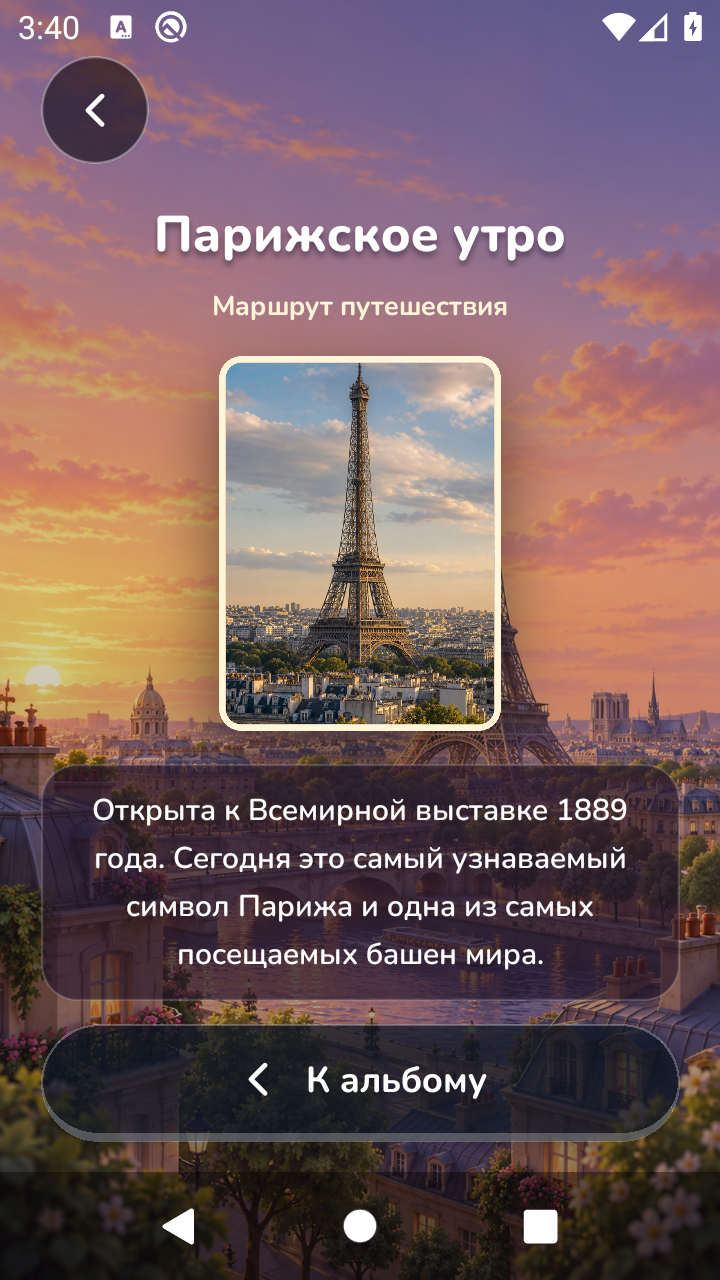 3:40
A
Парижское утро
Маршрут путешествия
Открыта к Всемирной выставке 1889
года. Сегодня это самый узнаваемый
символ Парижа и одна из самых
посещаемых башен мира.
К альбому